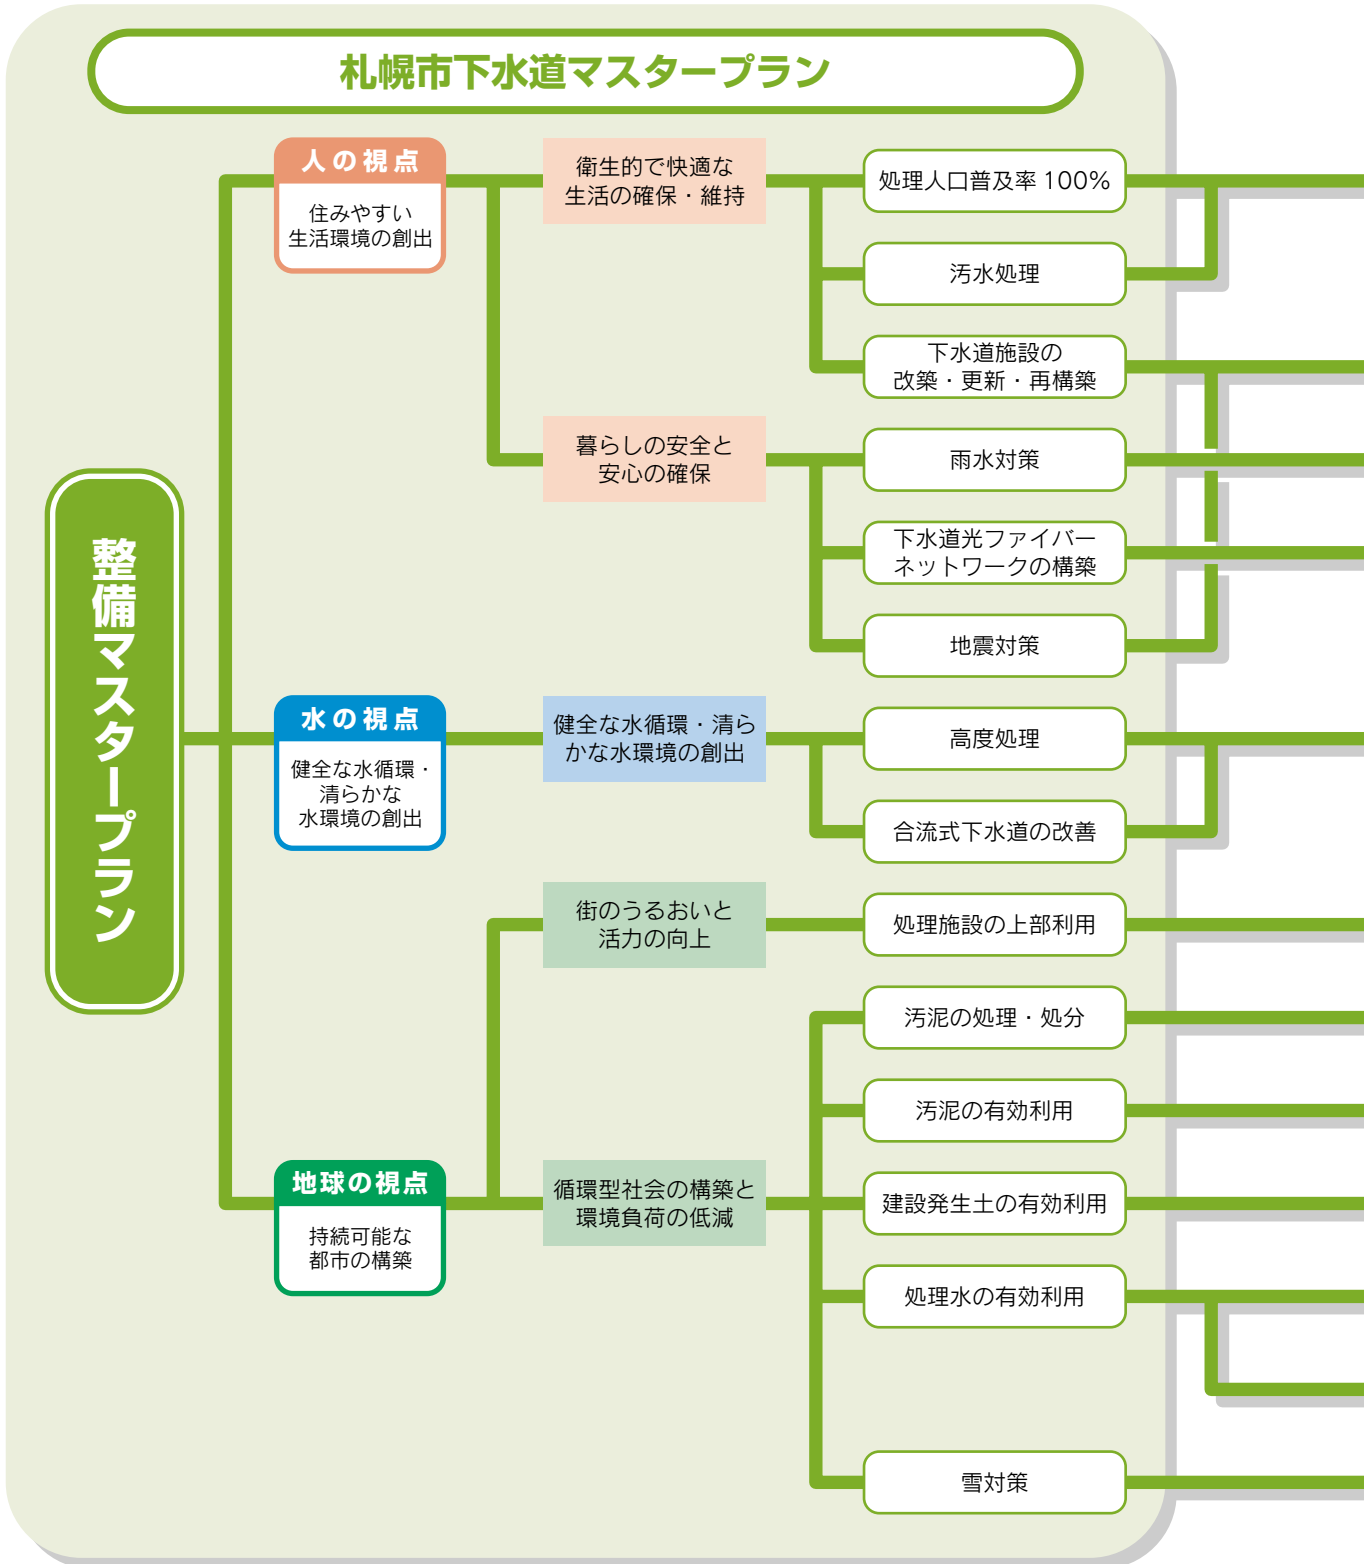 札幌市下水道マスタープラン
整備マスタープラン
人の視点
住みやすい
生活環境の創出
衛生的で快適な
生活の確保・維持
処理人口普及率 100%
汚水処理
下水道施設の
改築・更新・再構築
暮らしの安全と
安心の確保
雨水対策
下水道光ファイバー
ネットワークの構築
地震対策
水の視点
健全な水循環・
清らかな
水環境の創出
健全な水循環・清ら
かな水環境の創出
高度処理
合流式下水道の改善
街のうるおいと
活力の向上
処理施設の上部利用
地球の視点
持続可能な
都市の構築
循環型社会の構築と
環境負荷の低減
汚泥の処理・処分
汚泥の有効利用
建設発生土の有効利用
処理水の有効利用
雪対策